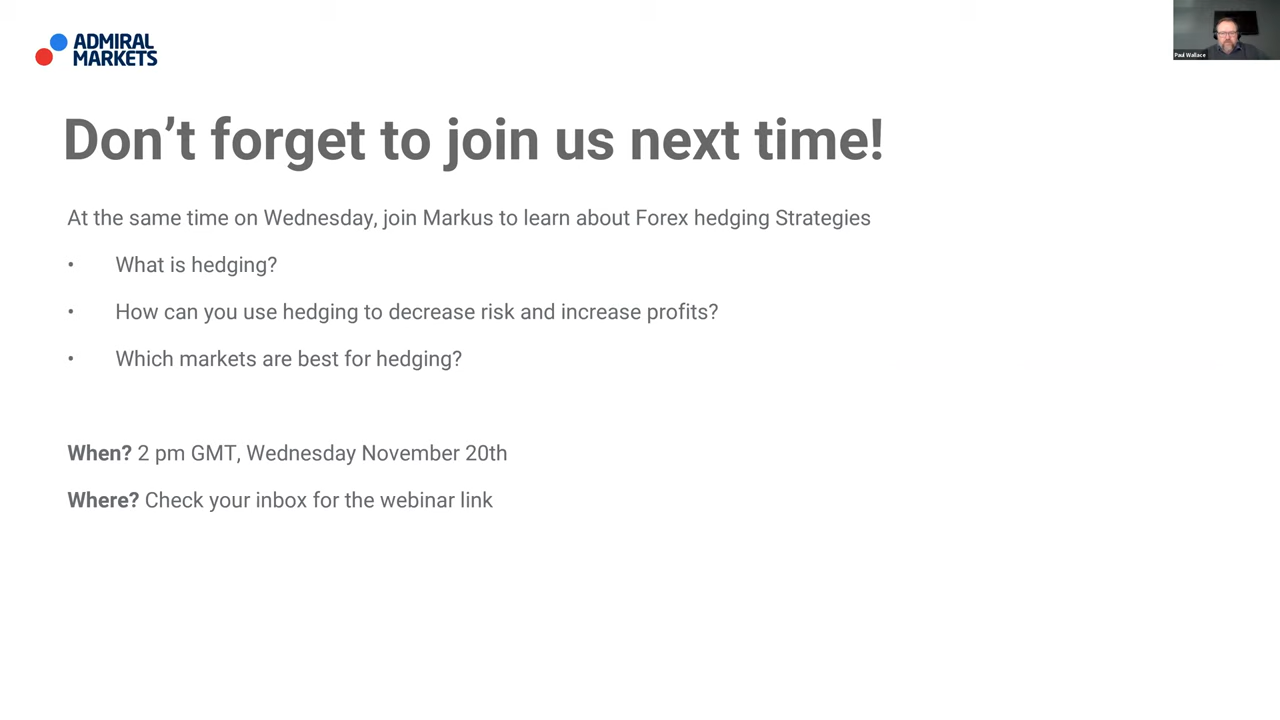 ADMIRAL
MARKETS
Paul Wallace
Don’t forget to join us next time!
At the same time on Wednesday, join Markus to learn about Forex hedging Strategies
• What is hedging?
• How can you use hedging to decrease risk and increase profits?
• Which markets are best for hedging?
When? 2 pm GMT, Wednesday November 20th
Where? Check your inbox for the webinar link